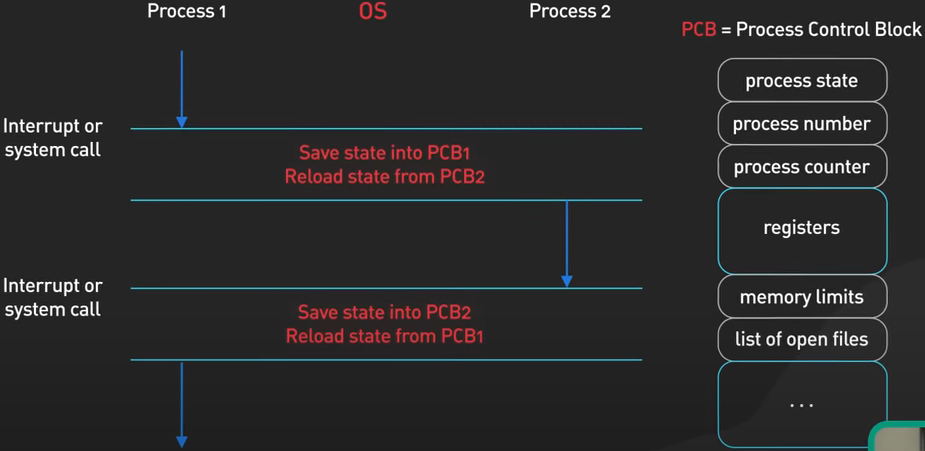 Process 1
OS
Process 2
PCB = Process Control Block
Interrupt or
system call
Save state into PCB1
Reload state from PCB2
Interrupt or
system call
Save state into PCB2
Reload state from PCB1
process state
process number
process counter
registers
memory limits
list of open files
...